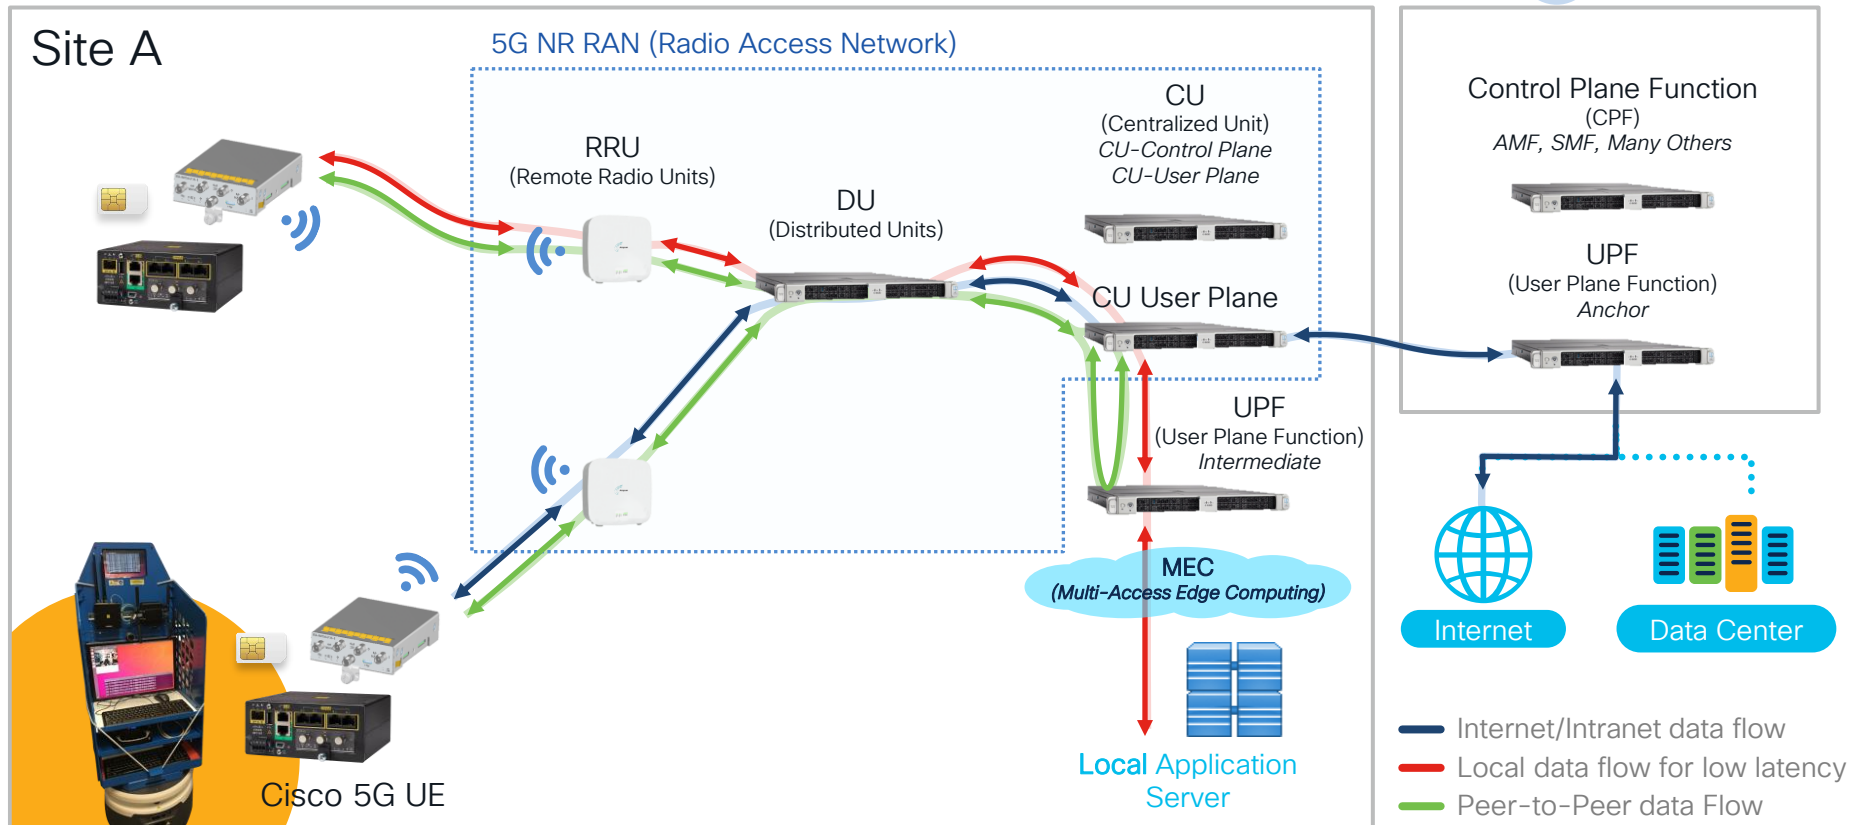 Site A
5G NR RAN (Radio Access Network)
RRU
(Remote Radio Units)
DU
(Distributed Units)
CU
(Centralized Unit)
CU-Control Plane
CU-User Plane
CU User Plane
UPF
(User Plane Function)
Intermediate
MEC
(Multi-Access Edge Computing)
Local Application
Server
Cisco 5G UE
Control Plane Function
(CPF)
AMF, SMF, Many Others
UPF
(User Plane Function)
Anchor
Internet
Data Center
Internet/Intranet data flow
Local data flow for low latency
Peer-to-Peer data Flow